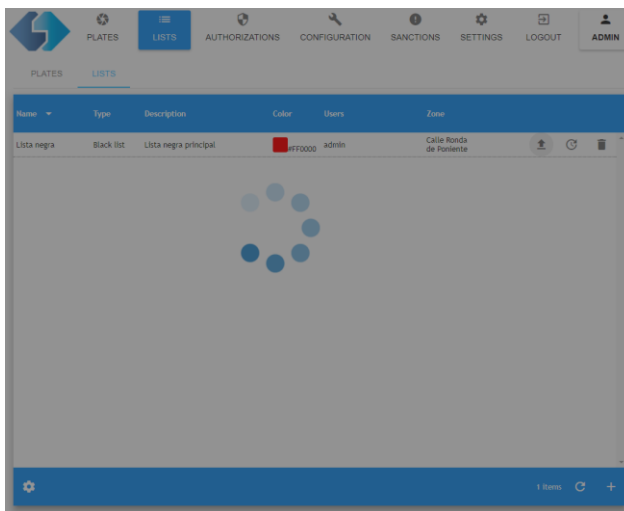 PLATES LISTS AUTHORIZATIONS CONFIGURATION SANCTIONS SETTINGS LOGOUT ADMIN
PLATES LISTS
Name Type Description Color Users Zone
Lista negra Black list Lista negra principal #FF0000 admin Calle Ronda
de Poniente
1 items